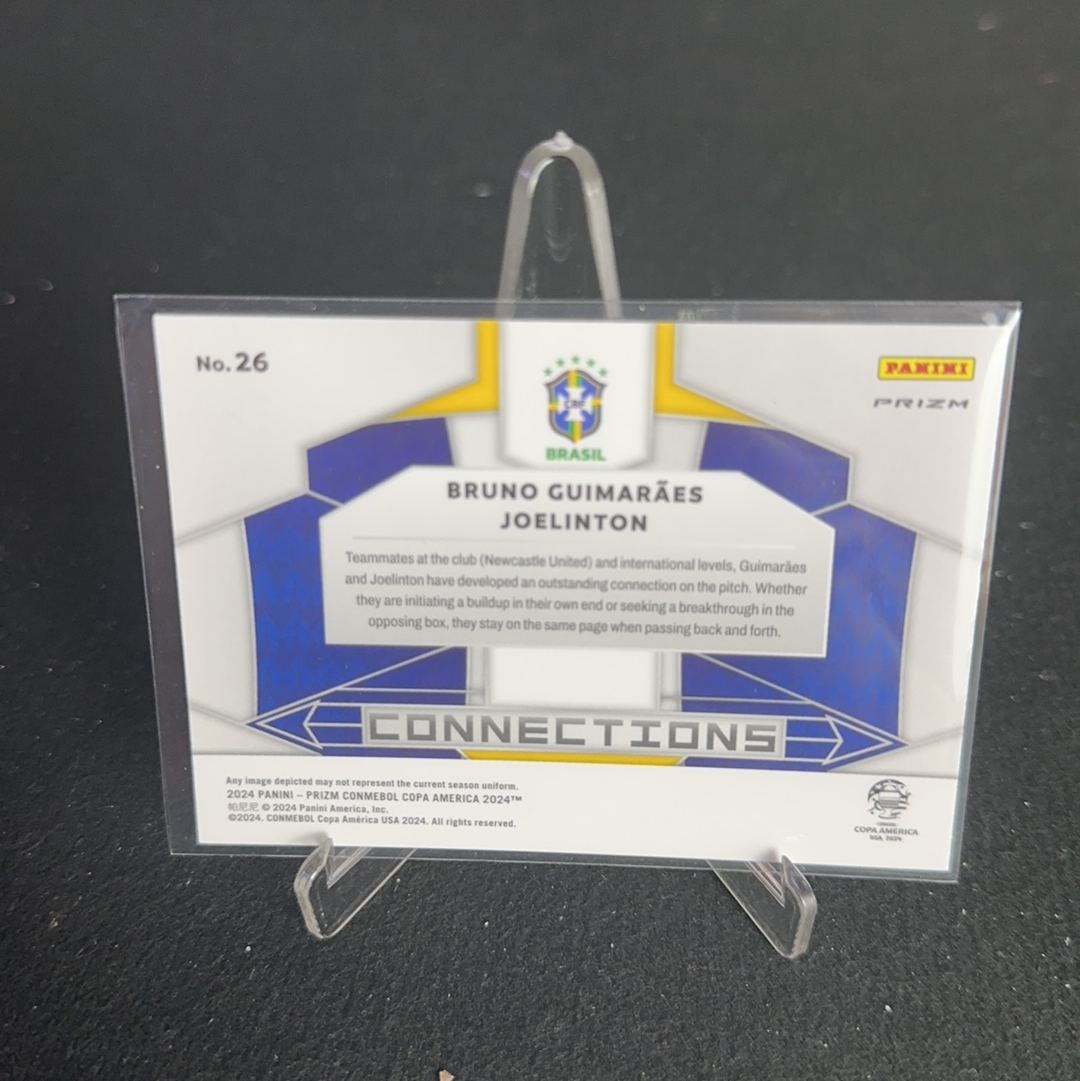 No. 26
PANINI
PRIZM
CBF
BRASIL
BRUNO GUIMARÃES
JOELINTON
Teammates at the club (Newcastle United) and international levels, Guimarães
and Joelinton have developed an outstanding connection on the pitch. Whether
they are initiating a buildup in their own end or seeking a breakthrough in the
opposing box, they stay on the same page when passing back and forth.
CONNECTIONS
Any image depicted may not represent the current season uniform.
2024 PANINI – PRIZM CONMEBOL COPA AMERICA 2024™
帕尼尼 © 2024 Panini America, Inc.
©2024. CONMEBOL Copa América USA 2024. All rights reserved.
CONMEBOL
COPA AMERICA
USA 2024